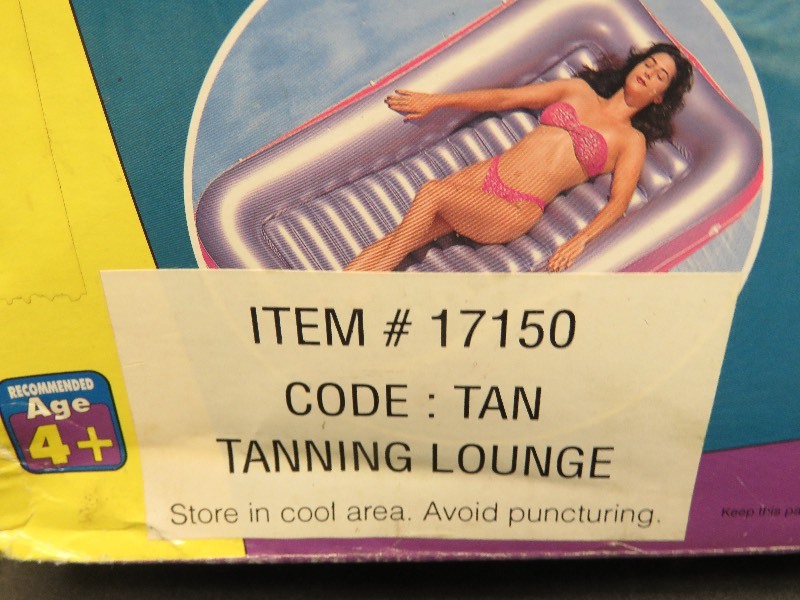 ITEM # 17150
CODE : TAN
TANNING LOUNGE
Store in cool area. Avoid puncturing.
RECOMMENDED
Age
4+
Keep this